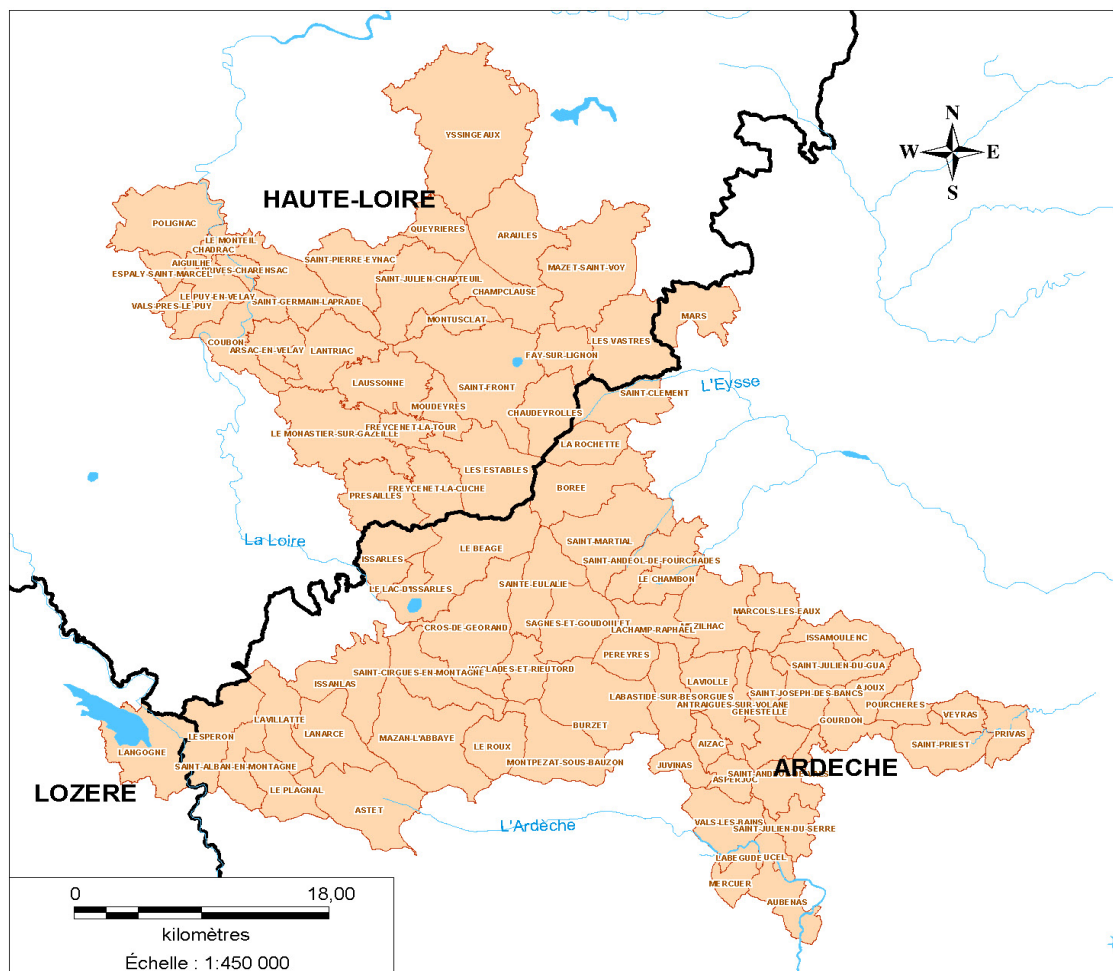 N
W E
S
YSSINGEAUX
HAUTE-LOIRE
POLIGNAC
QUEYRIERES
ARAULES
LE MONTEIL
CHADRAC
AIGUILHE
SAINT-PIERRE-EYNAC
MAZET-SAINT-VOY
ESPALY-SAINT-MARCEL
CHARENSAC
SAINT-JULIEN-CHAPTEUIL
CHAMPCLAUSE
LE PUY-EN-VELAY
SAINT-GERMAIN-LAPRADE
VALS-PRES-LE-PUY
MONTUSCLAT
MARS
COUBON
ARSAC-EN-VELAY
LANTRIAC
FAY-SUR-LIGNON
LES VASTRES
LAUSSONNE
SAINT-FRONT
L'Eysse
SAINT-CLEMENT
MOUDEYRES
CHAUDEYROLLES
FREYCENET-LA-TOUR
LE MONASTIER-SUR-GAZEILLE
LA ROCHETTE
LES ESTABLES
PRESAILLES
FREYCENET-LA-CUCHE
BOREE
La Loire
ISSARLES
LE BEAGE
SAINT-MARTIAL
SAINT-ANDEOL-DE-FOURCHADES
LE CHAMBON
LE LAC-D'ISSARLES
SAINTE-EULALIE
MARCOLS-LES-EAUX
CROS-DE-GEORAND
SAGNES-ET-GOUDOULET
LACHAMP-RAPHAEL
ISSAMOULENC
PEREYRES
SAINT-CIRGUES-EN-MONTAGNE
USCLADES-ET-RIEUTORD
SAINT-JULIEN-DU-GUA
ISSANLAS
LAVIOLLE
AJOUX
LABASTIDE-SUR-BESORGUES
SAINT-JOSEPH-DES-BANCS
ANTRAIGUES-SUR-VOLANE
POURCHERES
GENESTELLE
LAVILLATTE
BURZET
GOURDON
VEYRAS
LESPERON
LANARCE
MAZAN-L'ABBAYE
LE ROUX
AIZAC
SAINT-PRIEST
PRIVAS
LANGOGNE
SAINT-ALBAN-EN-MONTAGNE
MONTPEZAT-SOUS-BAUZON
JUVINAS
ARDECHE
ASPERJOC
LOZERE
LE PLAGNAL
ASTET
L'Ardèche
VALS-LES-BAINS
SAINT-JULIEN-DU-SERRE
LABEGUDE
UCEL
MERCUER
AUBENAS
0 18,00
kilomètres
Échelle : 1:450 000